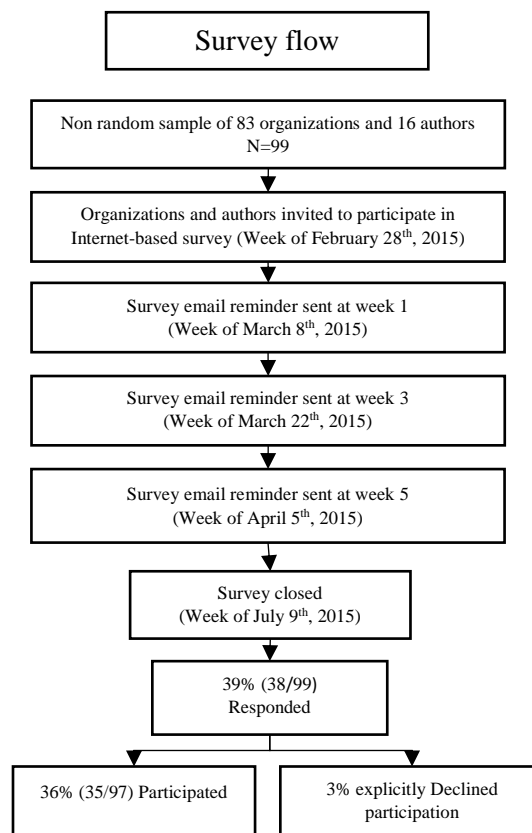 Survey flow
Non random sample of 83 organizations and 16 authors
N=99
Organizations and authors invited to participate in
Internet-based survey (Week of February 28th, 2015)
Survey email reminder sent at week 1
(Week of March 8th, 2015)
Survey email reminder sent at week 3
(Week of March 22th, 2015)
Survey email reminder sent at week 5
(Week of April 5th, 2015)
Survey closed
(Week of July 9th, 2015)
39% (38/99)
Responded
36% (35/97) Participated
3% explicitly Declined
participation